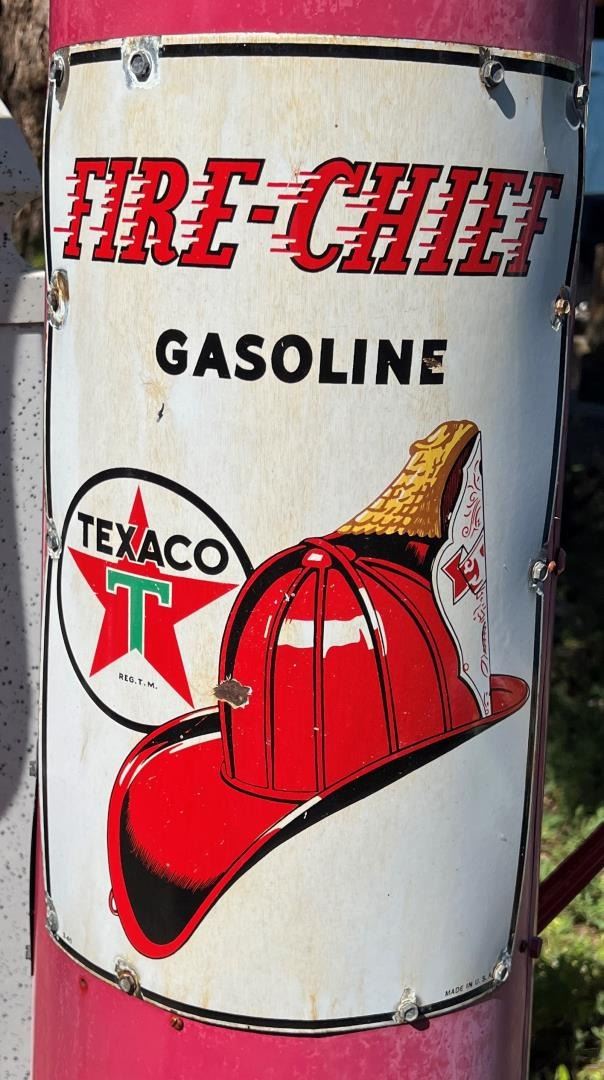 FIRE-CHIEF
GASOLINE
TEXACO
T
REG. T. M.
MADE IN U.S.A.